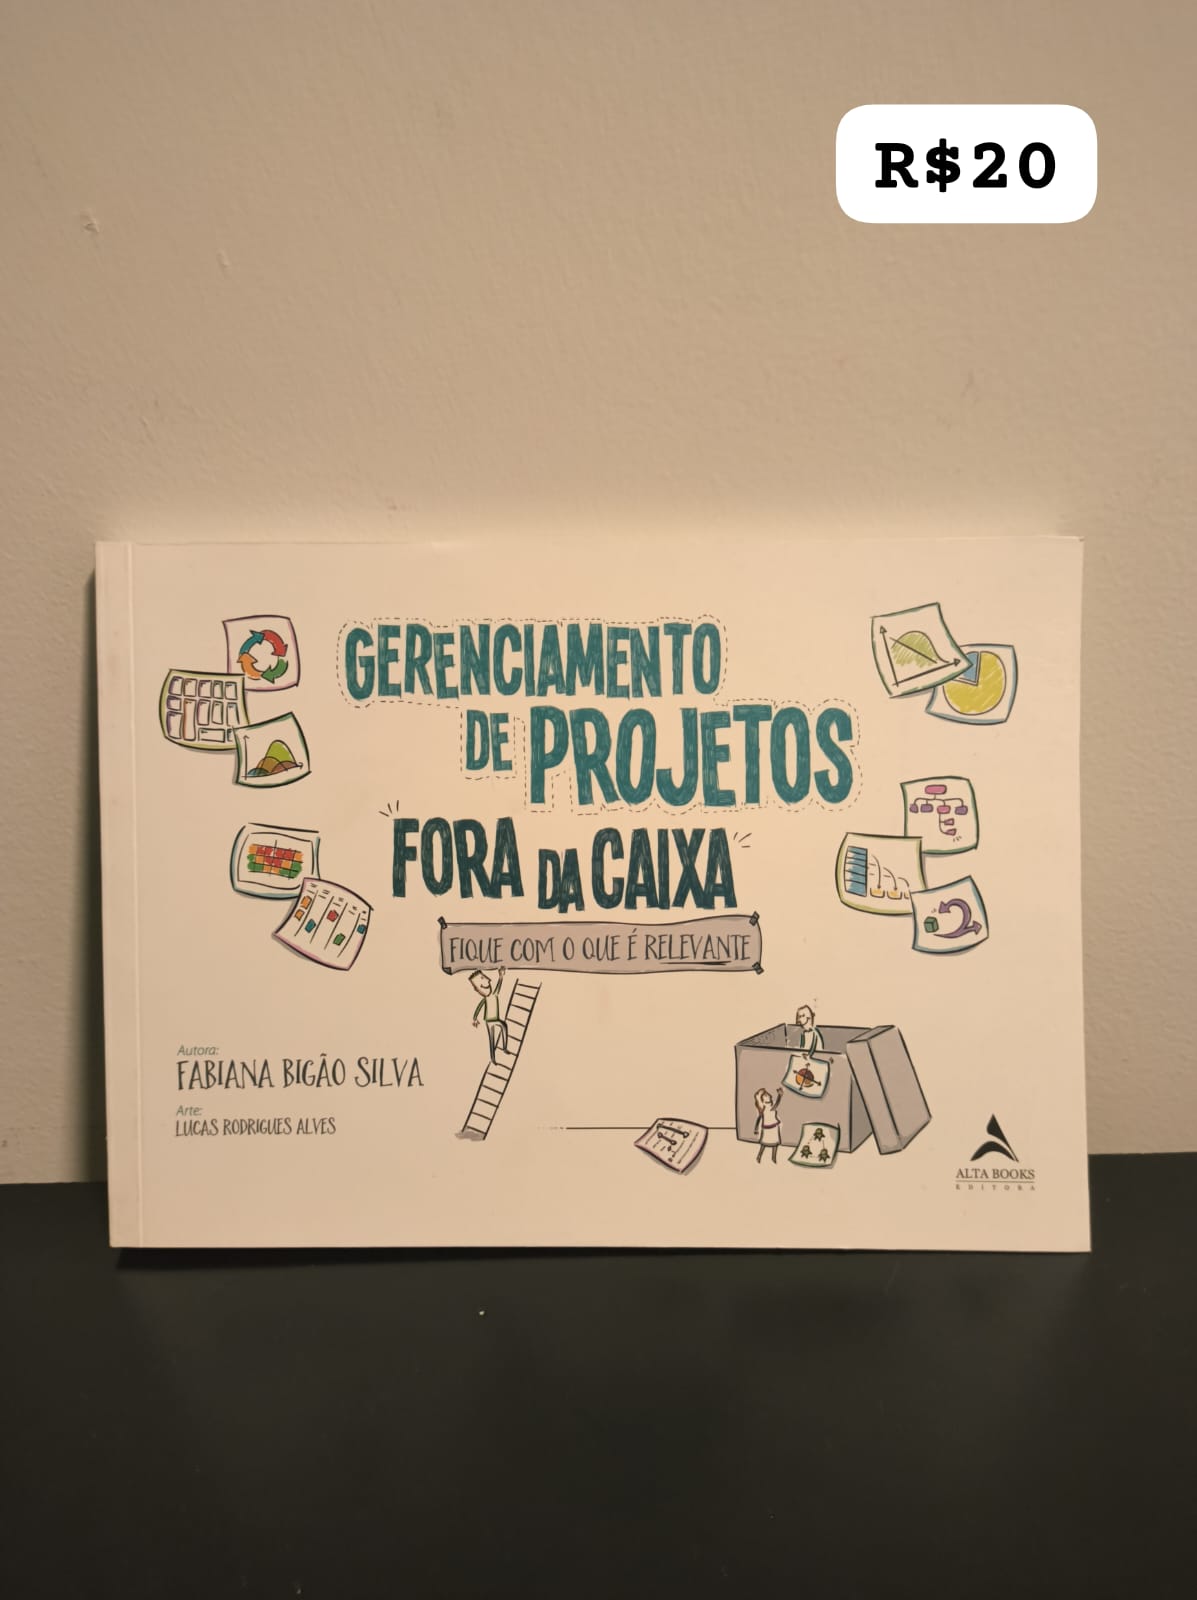 R$20
GERENCIAMENTO
DE PROJETOS
FORA DA CAIXA
FIQUE COM O QUE É RELEVANTE
Autora:
FABIANA BIGÃO SILVA
Arte:
LUCAS RODRIGUES ALVES
ALTA BOOKS
EDITORA